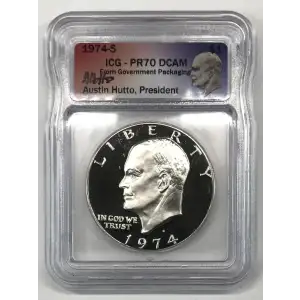 1974-S $1
ICG - PR70 DCAM
From Government Packaging
Austin Hutto, President
LIBERTY
IN GOD WE
TRUST
1974